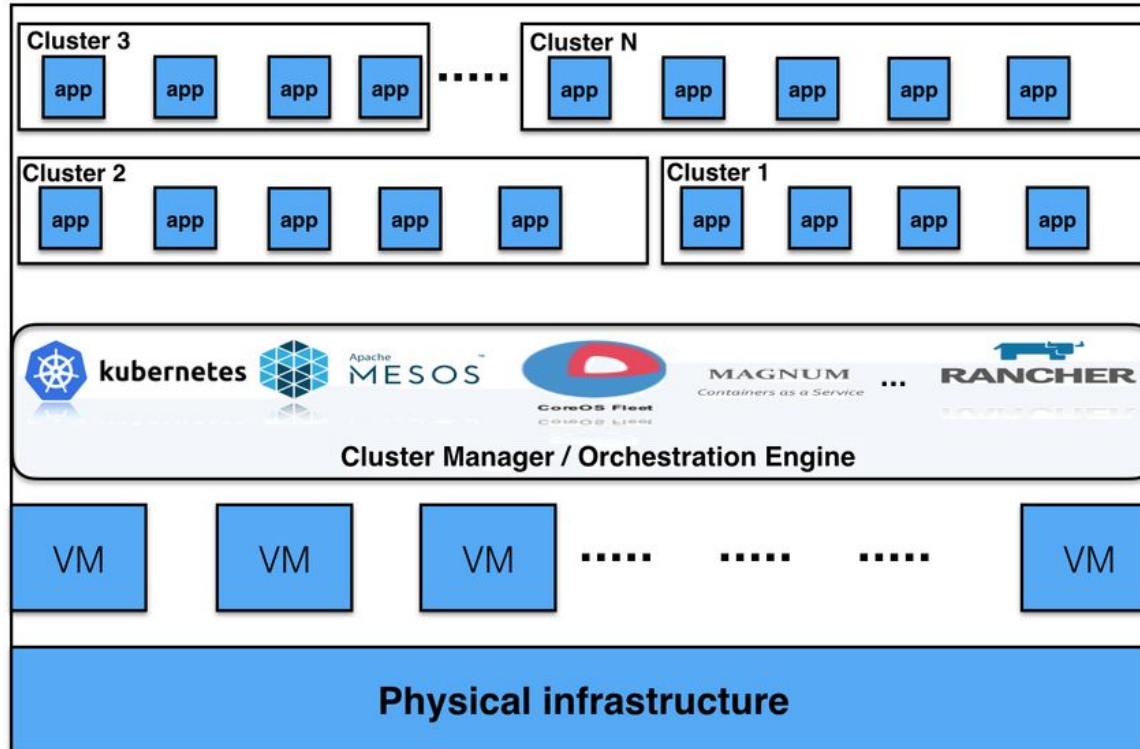 Cluster 3
app app app app ..... 
Cluster N
app app app app app
Cluster 2
app app app app app
Cluster 1
app app app app
kubernetes
Apache
MESOS™
CoreOS Fleet
MAGNUM
Containers as a Service
...
RANCHER
Cluster Manager / Orchestration Engine
VM VM VM ..... ..... ..... VM
Physical infrastructure